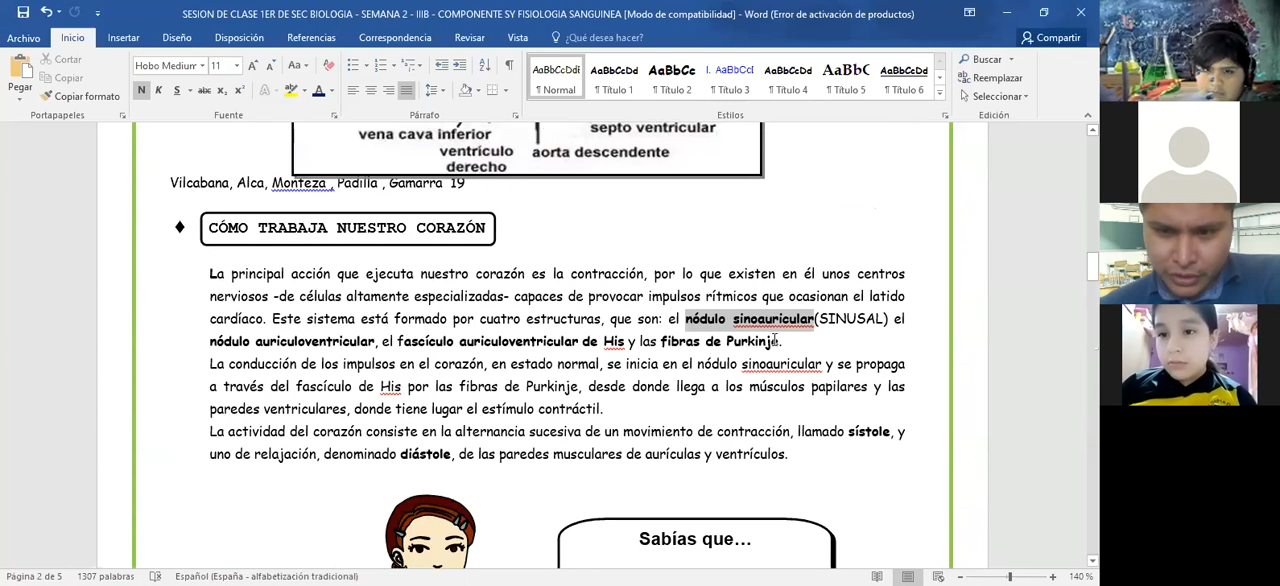 SESION DE CLASE 1ER DE SEC BIOLOGIA - SEMANA 2 - IIIB - COMPONENTE SY FISIOLOGIA SANGUINEA [Modo de compatibilidad] - Word (Error de activación de productos)
Archivo Inicio Insertar Diseño Disposición Referencias Correspondencia Revisar Vista ¿Qué desea hacer? Compartir
Pegar Cortar Copiar Copiar formato
Hobo Medium 11
N K S abc x₂ x²
Portapapeles Fuente Párrafo Estilos Edición
AaBbCcDdE AaBbCcDd AaBbCc I. AaBbCcI AaBbCcDd AaBbC AaBbCcDd
¶ Normal ¶ Título 1 ¶ Título 2 ¶ Título 3 ¶ Título 4 ¶ Título 5 ¶ Título 6
Buscar
Reemplazar
Seleccionar
vena cava inferior septo ventricular
ventrículo derecho aorta descendente
Vilcabana, Alca, Monteza , Padilla , Gamarra 19
CÓMO TRABAJA NUESTRO CORAZÓN
La principal acción que ejecuta nuestro corazón es la contracción, por lo que existen en él unos centros
nerviosos -de células altamente especializadas- capaces de provocar impulsos rítmicos que ocasionan el latido
cardíaco. Este sistema está formado por cuatro estructuras, que son: el nódulo sinoauricular(SINUSAL) el
nódulo auriculoventricular, el fascículo auriculoventricular de His y las fibras de Purkinje.
La conducción de los impulsos en el corazón, en estado normal, se inicia en el nódulo sinoauricular y se propaga
a través del fascículo de His por las fibras de Purkinje, desde donde llega a los músculos papilares y las
paredes ventriculares, donde tiene lugar el estímulo contráctil.
La actividad del corazón consiste en la alternancia sucesiva de un movimiento de contracción, llamado sístole, y
uno de relajación, denominado diástole, de las paredes musculares de aurículas y ventrículos.
Sabías que…
Página 2 de 5 1307 palabras Español (España - alfabetización tradicional) 140 %